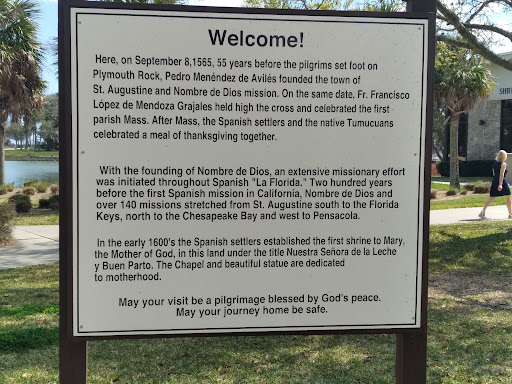 Welcome!
Here, on September 8,1565, 55 years before the pilgrims set foot on
Plymouth Rock, Pedro Menéndez de Avilés founded the town of
St. Augustine and Nombre de Dios mission. On the same date, Fr. Francisco
López de Mendoza Grajales held high the cross and celebrated the first
parish Mass. After Mass, the Spanish settlers and the native Tumucuans
celebrated a meal of thanksgiving together.
With the founding of Nombre de Dios, an extensive missionary effort
was initiated throughout Spanish "La Florida." Two hundred years
before the first Spanish mission in California, Nombre de Dios and
over 140 missions stretched from St. Augustine south to the Florida
Keys, north to the Chesapeake Bay and west to Pensacola.
In the early 1600's the Spanish settlers established the first shrine to Mary,
the Mother of God, in this land under the title Nuestra Señora de la Leche
y Buen Parto. The Chapel and beautiful statue are dedicated
to motherhood.
May your visit be a pilgrimage blessed by God's peace.
May your journey home be safe.